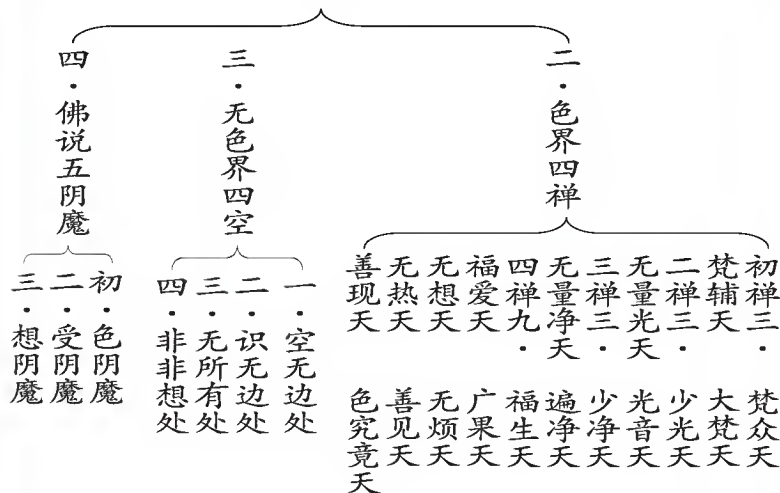 二·色界四禅
初禅三·梵众天
梵辅天 大梵天
二禅三·少光天
无量光天 光音天
三禅三·少净天
无量净天 遍净天
四禅九·福生天
福爱天 广果天
无想天 无烦天
无热天 善见天
善现天 色究竟天
三·无色界四空
一·空无边处
二·识无边处
三·无所有处
四·非非想处
四·佛说五阴魔
初·色阴魔
二·受阴魔
三·想阴魔